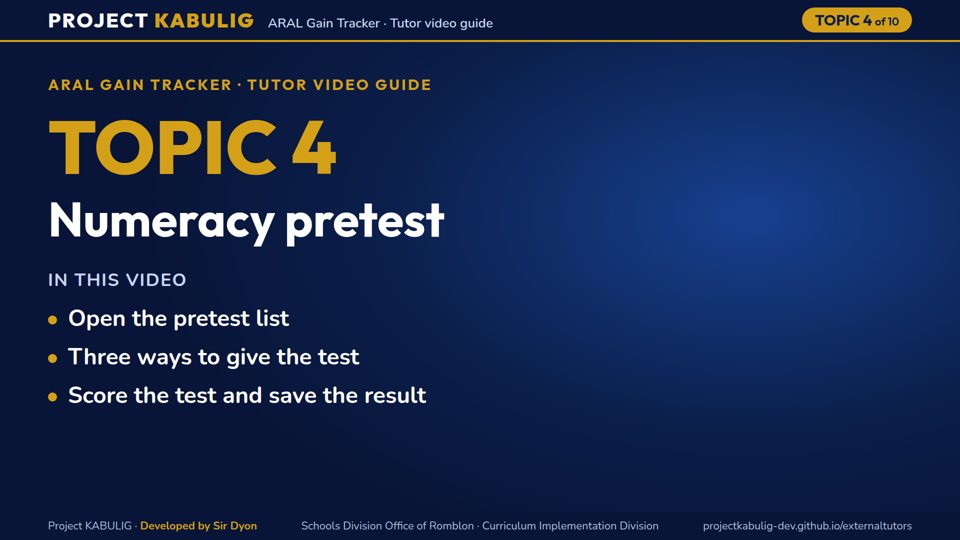 PROJECT KABULIG ARAL Gain Tracker · Tutor video guide TOPIC 4 of 10
ARAL GAIN TRACKER · TUTOR VIDEO GUIDE
TOPIC 4
Numeracy pretest
IN THIS VIDEO
Open the pretest list
Three ways to give the test
Score the test and save the result
Project KABULIG · Developed by Sir Dyon Schools Division Office of Romblon · Curriculum Implementation Division projectkabulig-dev.github.io/externaltutors